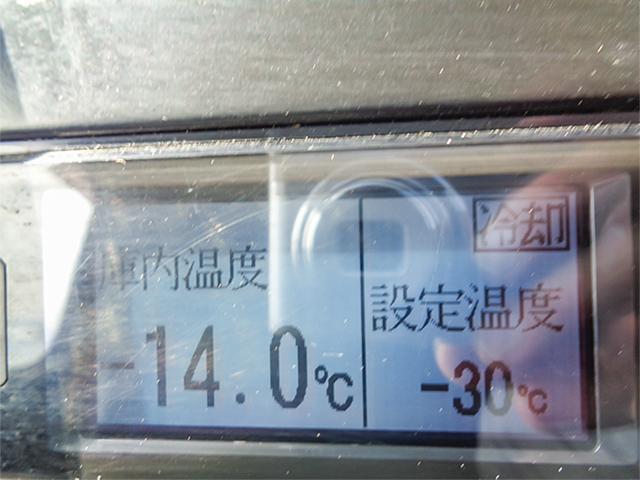 冷却
庫内温度
設定温度
-14.0℃
-30℃